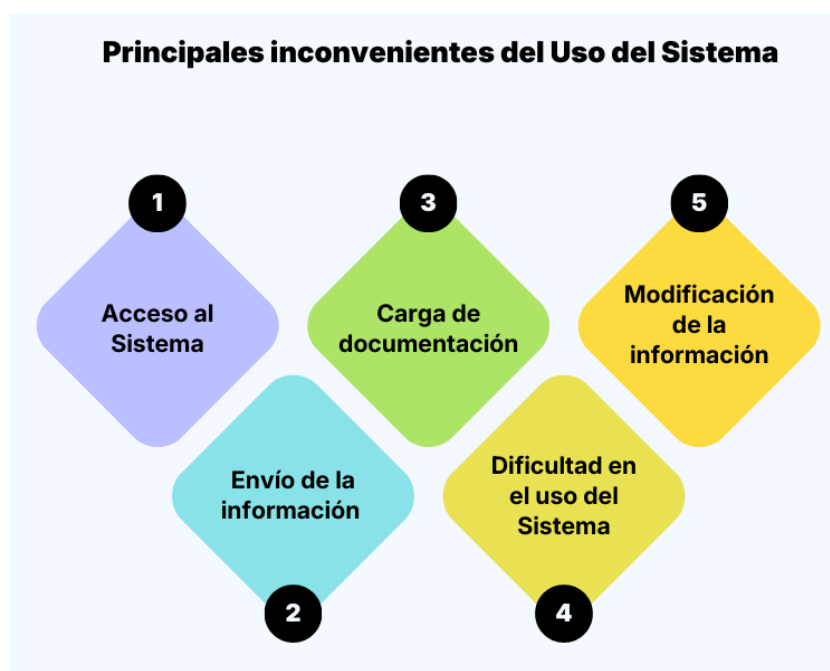 Principales inconvenientes del Uso del Sistema
1
Acceso al
Sistema
2
Envío de la
información
3
Carga de
documentación
4
Dificultad en
el uso del
Sistema
5
Modificación
de la
información